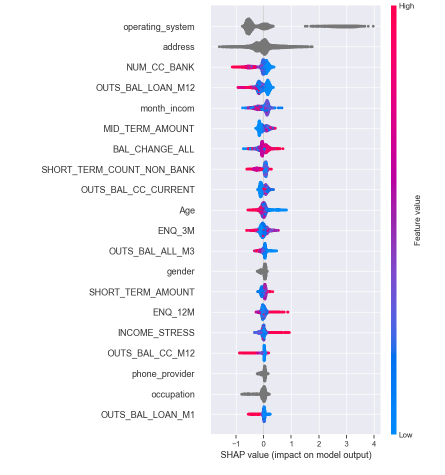 High
operating_system
address
NUM_CC_BANK
OUTS_BAL_LOAN_M12
month_incom
MID_TERM_AMOUNT
BAL_CHANGE_ALL
SHORT_TERM_COUNT_NON_BANK
OUTS_BAL_CC_CURRENT
Age
ENQ_3M
OUTS_BAL_ALL_M3
gender
SHORT_TERM_AMOUNT
ENQ_12M
INCOME_STRESS
OUTS_BAL_CC_M12
phone_provider
occupation
OUTS_BAL_LOAN_M1
Feature value
Low
−1 0 1 2 3 4
SHAP value (impact on model output)